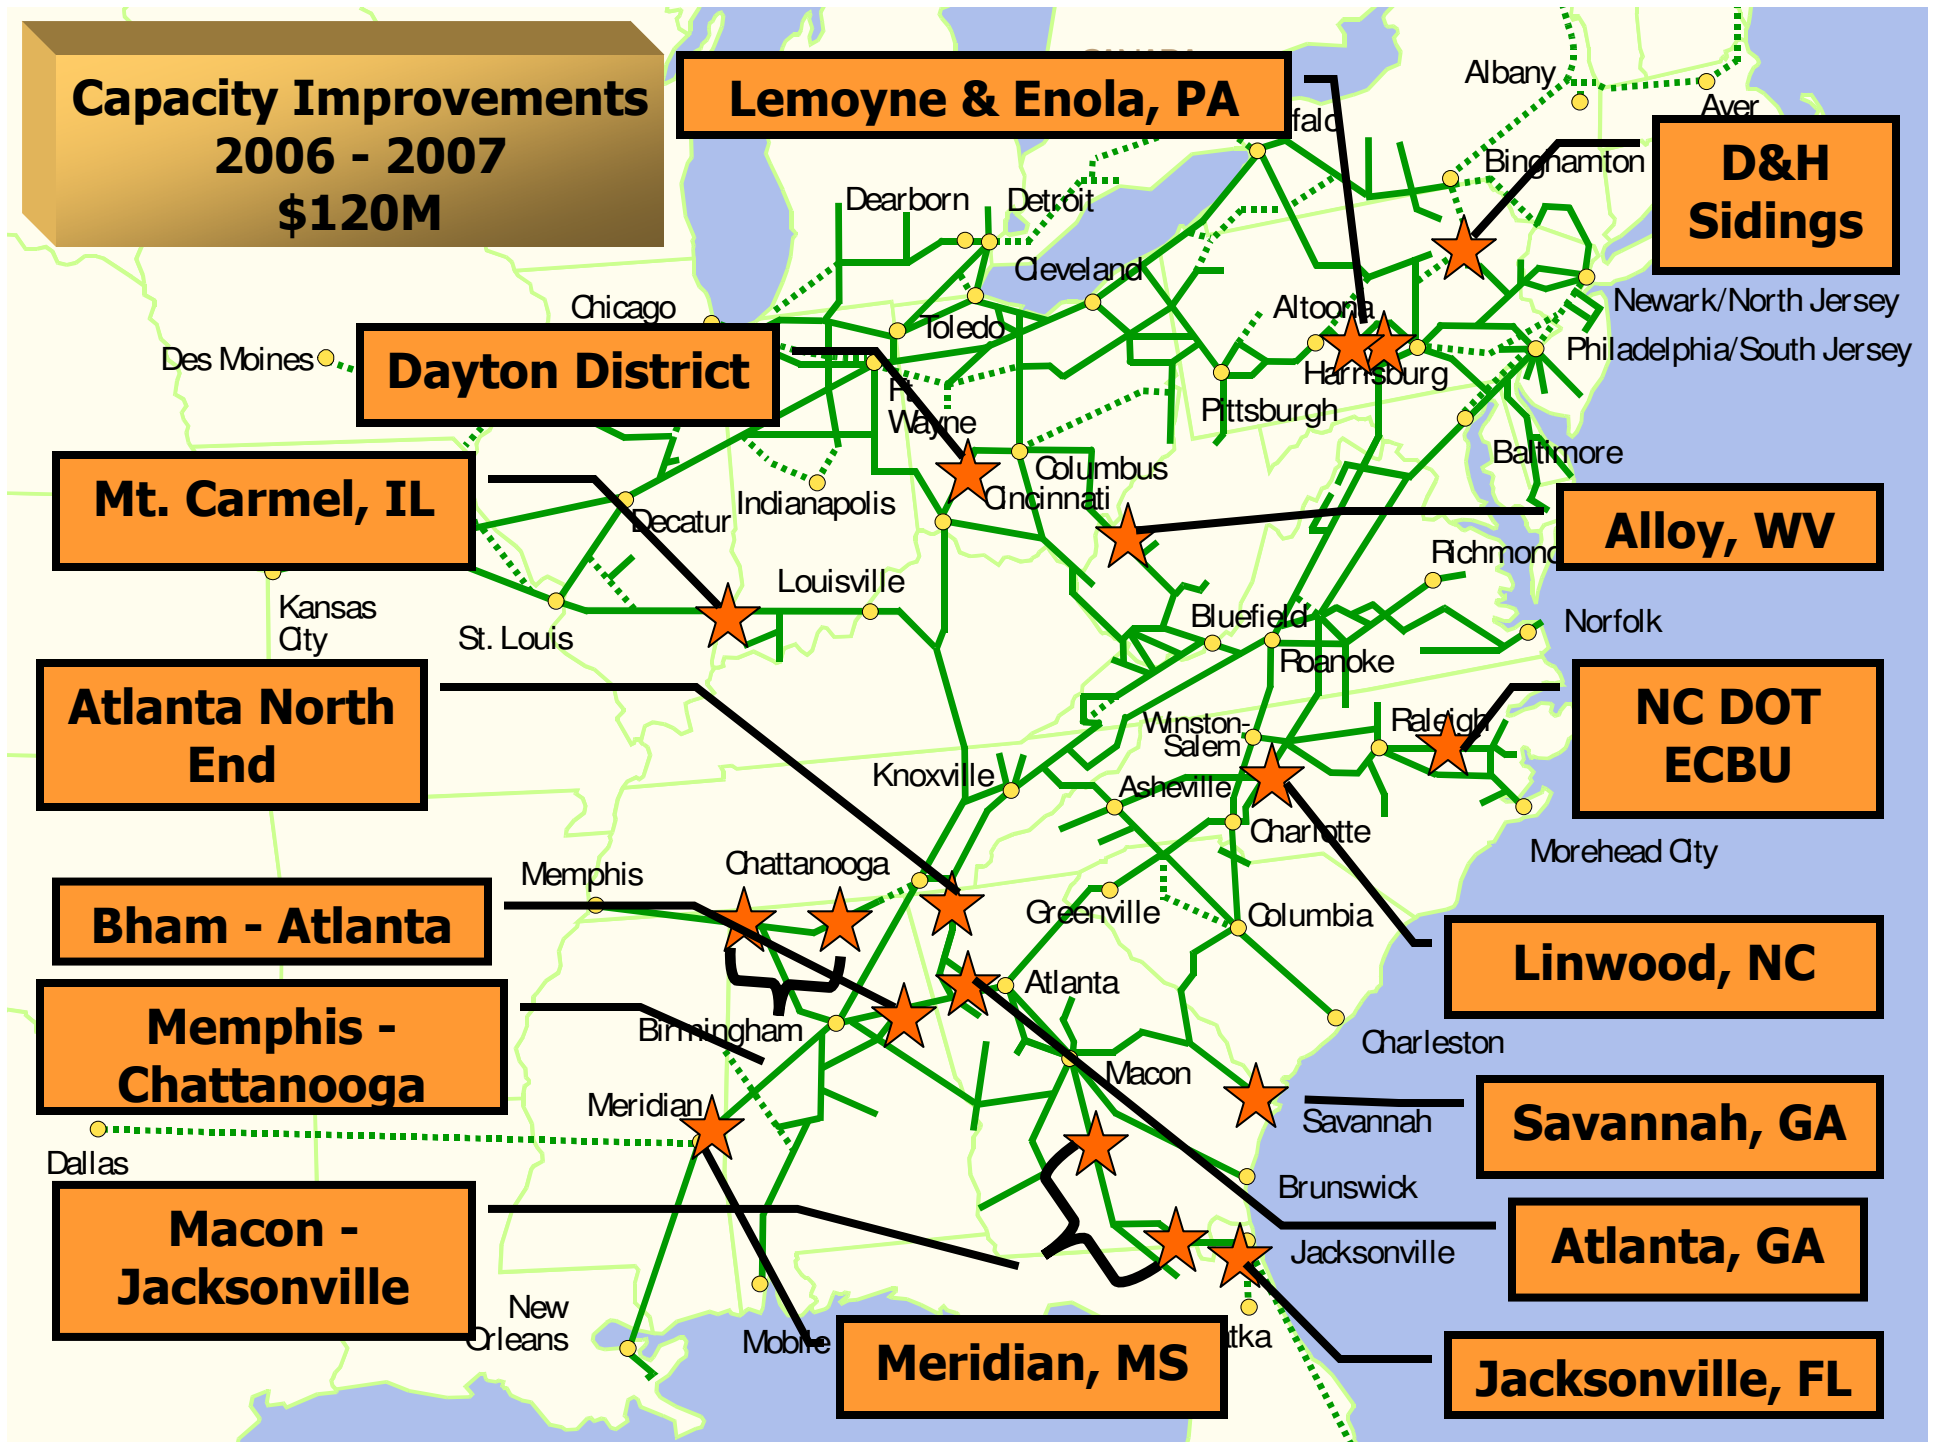 Capacity Improvements
2006 - 2007
$120M
Lemoyne & Enola, PA
Albany
Ayer
falo
Binghamton
D&H
Sidings
Dearborn
Detroit
Cleveland
Chicago
Toledo
Altoona
Newark/North Jersey
Des Moines
Dayton District
Ft.
Wayne
Harrisburg
Philadelphia/South Jersey
Pittsburgh
Baltimore
Mt. Carmel, IL
Decatur
Indianapolis
Columbus
Cincinnati
Alloy, WV
Richmond
Kansas
City
St. Louis
Louisville
Bluefield
Roanoke
Norfolk
Atlanta North
End
Winston-
Salem
Raleigh
NC DOT
ECBU
Knoxville
Asheville
Charlotte
Morehead City
Memphis
Chattanooga
Bham - Atlanta
Greenville
Columbia
Linwood, NC
Memphis -
Chattanooga
Birmingham
Atlanta
Charleston
Macon
Meridian
Savannah
Savannah, GA
Dallas
Brunswick
Macon -
Jacksonville
Jacksonville
Atlanta, GA
New
Orleans
Mobile
Meridian, MS
tka
Jacksonville, FL